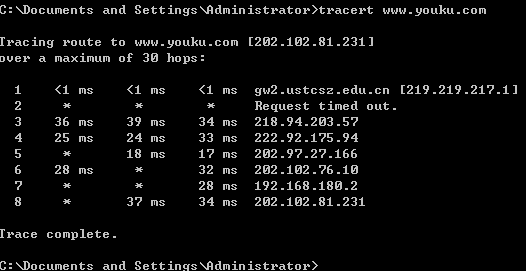 C:\Documents and Settings\Administrator>tracert www.youku.com
Tracing route to www.youku.com [202.102.81.231]
over a maximum of 30 hops:
1 <1 ms <1 ms <1 ms gw2.ustcsz.edu.cn [219.219.217.1]
2 * * * Request timed out.
3 36 ms 39 ms 34 ms 218.94.203.57
4 25 ms 24 ms 33 ms 222.92.175.94
5 * 18 ms 17 ms 202.97.27.166
6 28 ms * 32 ms 202.102.76.10
7 * * 28 ms 192.168.180.2
8 * 37 ms 34 ms 202.102.81.231
Trace complete.
C:\Documents and Settings\Administrator>